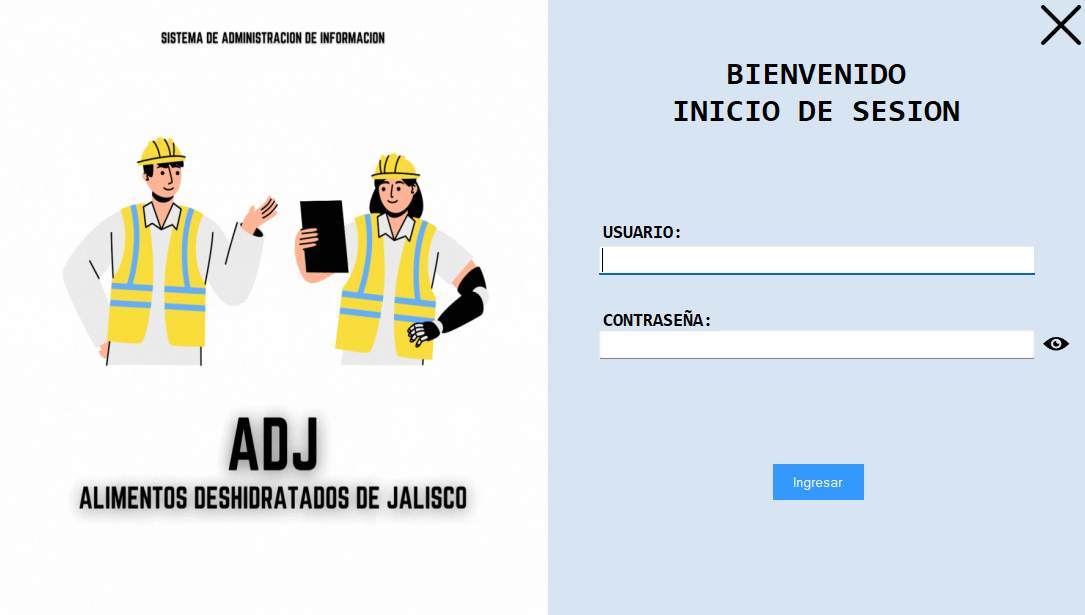 SISTEMA DE ADMINISTRACION DE INFORMACION
ADJ
ALIMENTOS DESHIDRATADOS DE JALISCO
BIENVENIDO
INICIO DE SESION
USUARIO:
CONTRASEÑA:
Ingresar